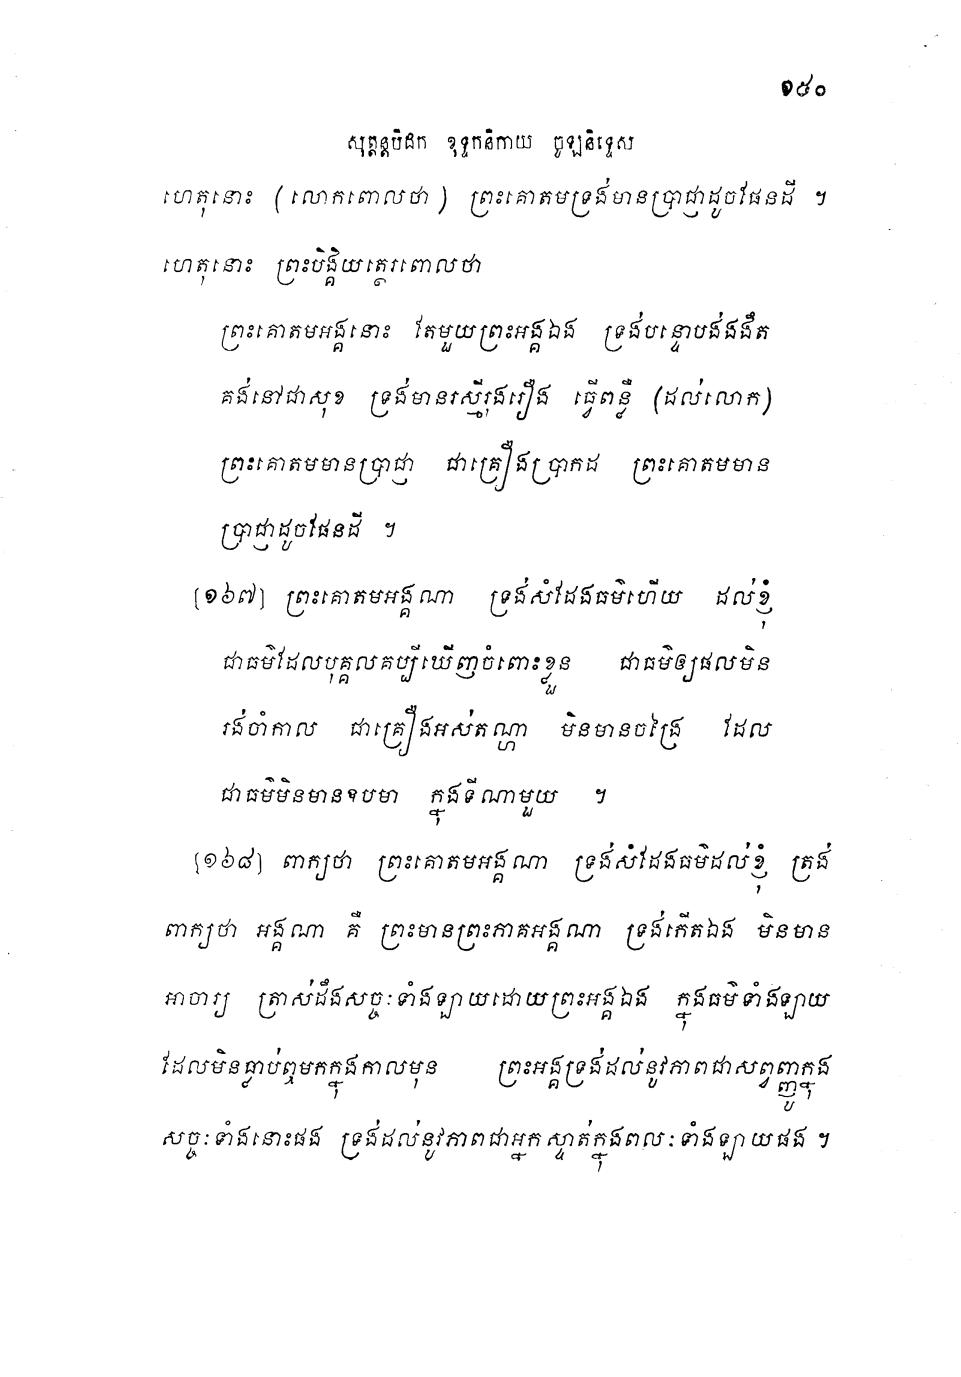 ១៥០
សុត្តន្តបិដក ខុទ្ទកនិកាយ ចូឡនិទ្ទេស
ហេតុនោះ (លោកពោលថា) ព្រះគោតមទ្រង់មានប្រាជ្ញាដូចផែនដី ។
ហេតុនោះ ព្រះបិង្គិយត្ថេរពោលថា
ព្រះគោតមអង្គនោះ តែមួយព្រះអង្គឯង ទ្រង់បន្ទោបង់ងងឹត
គង់នៅជាសុខ ទ្រង់មានរស្មីរុងរឿង ធ្វើពន្លឺ (ដល់លោក)
ព្រះគោតមមានប្រាជ្ញា ជាគ្រឿងប្រាកដ ព្រះគោតមមាន
ប្រាជ្ញាដូចផែនដី ។
[១៦៧] ព្រះគោតមអង្គណា ទ្រង់សំដែងធម៌ហើយ ដល់ខ្ញុំ
ជាធម៌ដែលបុគ្គលគប្បីឃើញចំពោះខ្លួន ជាធម៌ឲ្យផលមិន
រង់ចាំកាល ជាគ្រឿងអស់តណ្ហា មិនមានចង្រៃ ដែល
ជាធម៌មិនមានឧបមា ក្នុងទីណាមួយ ។
[១៦៨] ពាក្យថា ព្រះគោតមអង្គណា ទ្រង់សំដែងធម៌ដល់ខ្ញុំ ត្រង់
ពាក្យថា អង្គណា គឺ ព្រះមានព្រះភាគអង្គណា ទ្រង់កើតឯង មិនមាន
អាចារ្យ ត្រាស់ដឹងសច្ចៈទាំងឡាយដោយព្រះអង្គឯង ក្នុងធម៌ទាំងឡាយ
ដែលមិនធ្លាប់ឮមកក្នុងកាលមុន ព្រះអង្គទ្រង់ដល់នូវភាពជាសព្វញ្ញូក្នុង
សច្ចៈទាំងនោះផង ទ្រង់ដល់នូវភាពជាអ្នកស្ទាត់ក្នុងពលៈទាំងឡាយផង ។